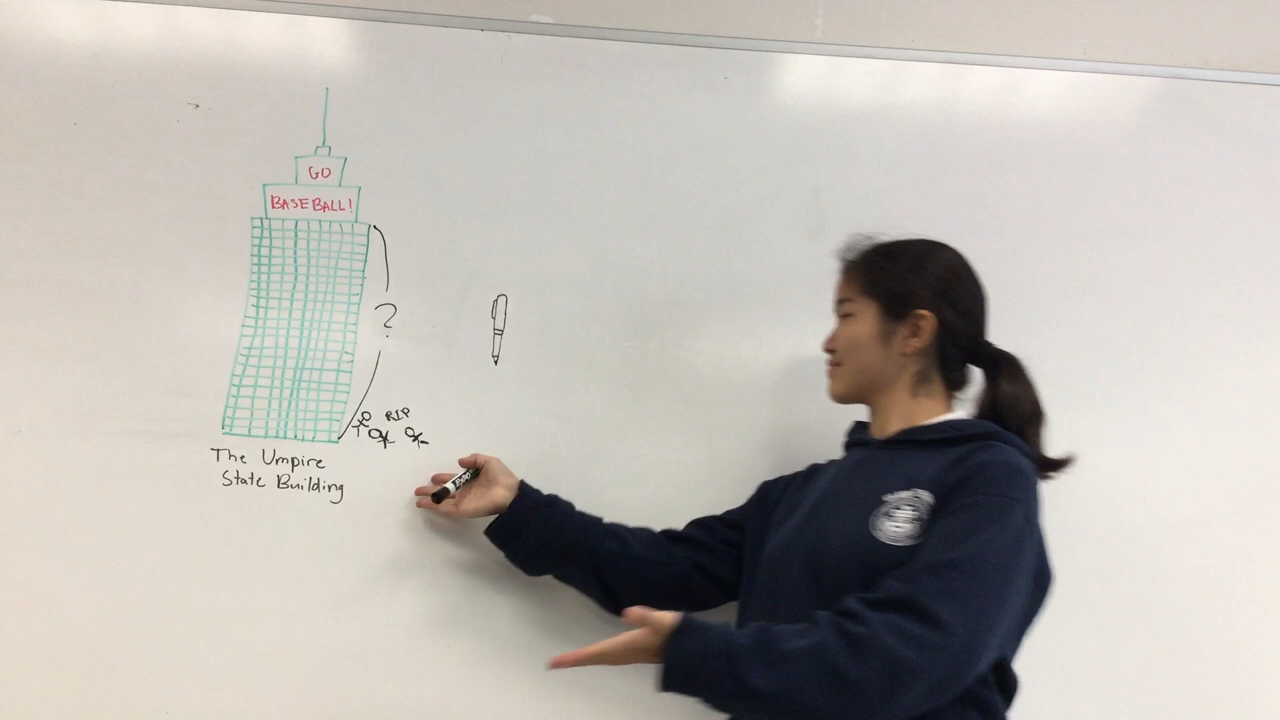 GO
BASEBALL!
?
RIP
The Umpire
State Building
EXPO